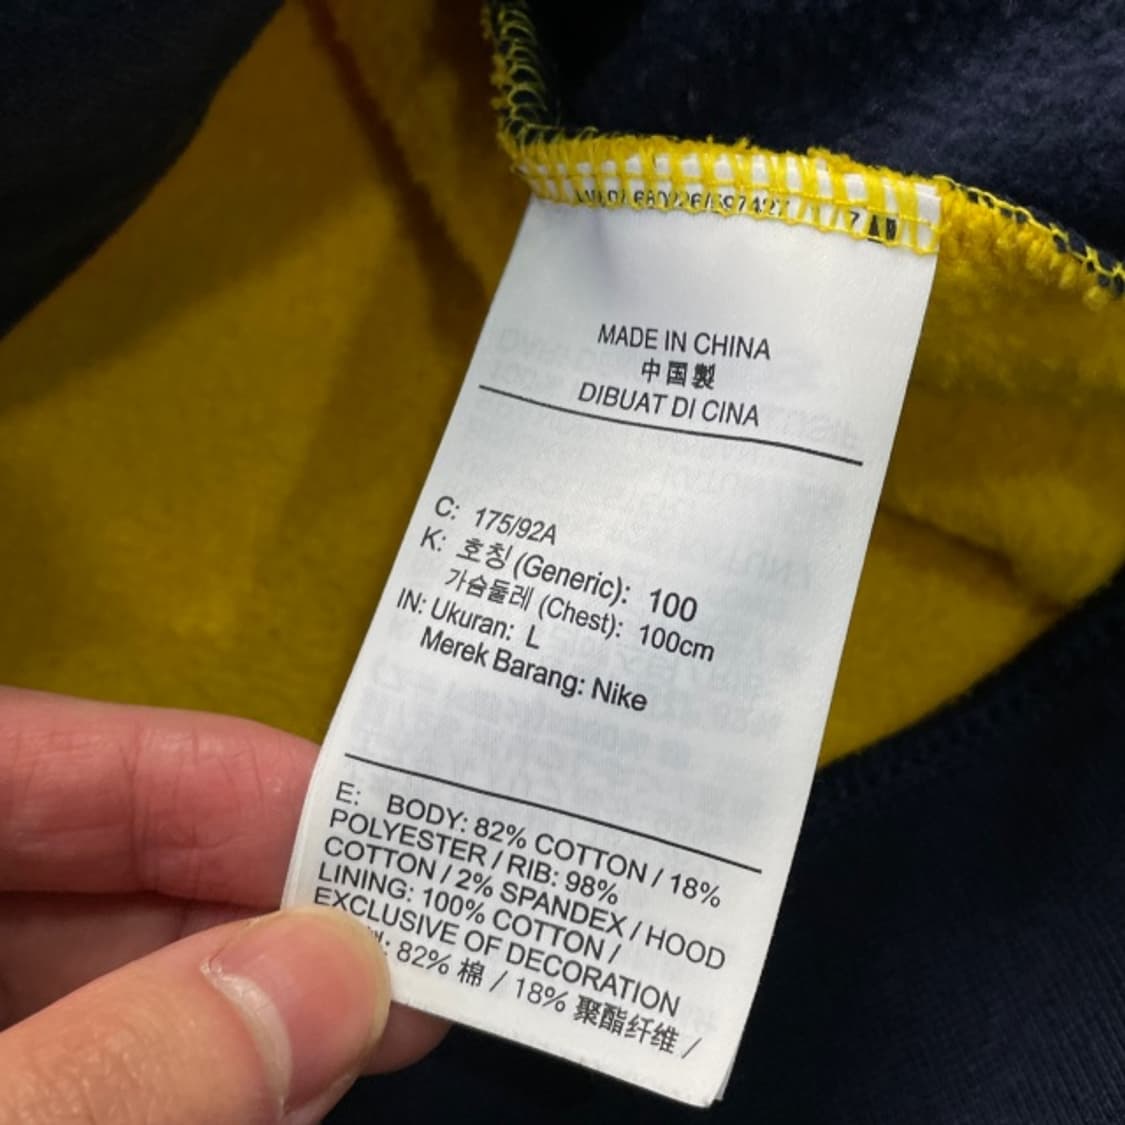 MADE IN CHINA
中国製
DIBUAT DI CINA
C: 175/92A
K: 호칭 (Generic): 100
가슴둘레 (Chest): 100cm
IN: Ukuran: L
Merek Barang: Nike
E: BODY: 82% COTTON / 18%
POLYESTER / RIB: 98%
COTTON / 2% SPANDEX / HOOD
LINING: 100% COTTON /
EXCLUSIVE OF DECORATION
82% 棉 / 18% 聚酯纤维 /